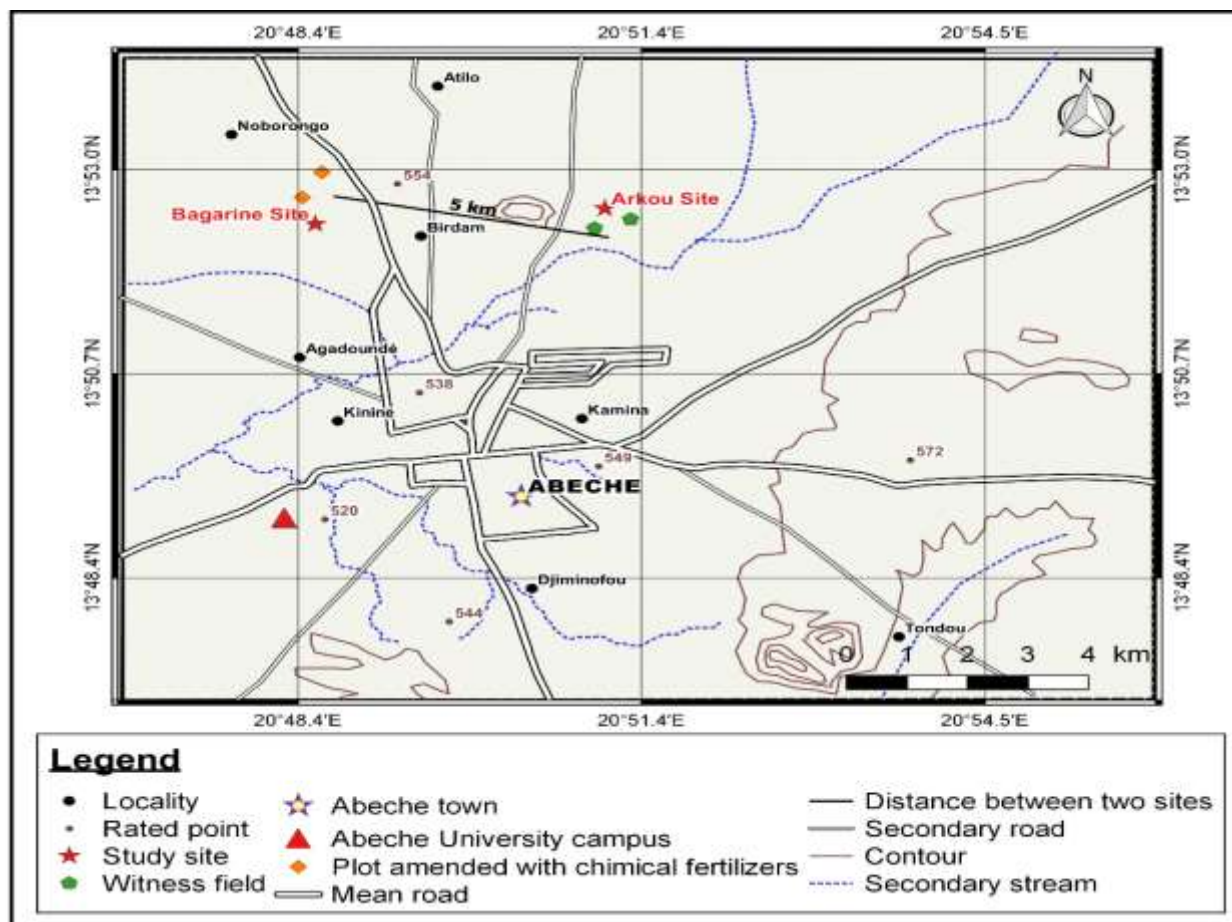 20°48.4'E 20°51.4'E 20°54.5'E
N
Atilo
Noborongo
13°53.0'N 13°53.0'N
554
Arkou Site
5 km
Bagarine Site
Birdam
Agadoundé
13°50.7'N 13°50.7'N
538
Kinine
Kamina
549
572
ABECHE
520
Djiminofou
13°48.4'N 13°48.4'N
544
Tondou
0 1 2 3 4 km
20°48.4'E 20°51.4'E 20°54.5'E
Legend
Locality
Rated point
Study site
Witness field
Abeche town
Abeche University campus
Plot amended with chimical fertilizers
Mean road
Distance between two sites
Secondary road
Contour
Secondary stream